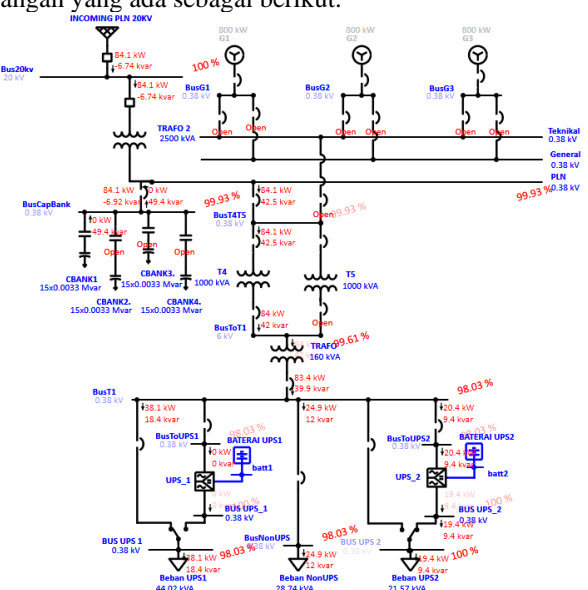 angan yang ada sebagai berikut.
INCOMING PLN 20KV
800 kW
G1
800 kW
G2
800 kW
G3
84.1 kW
-6.74 kvar
100 %
Bus20kv
20 kV
84.1 kW
-6.74 kvar
BusG1
0.38 kV
BusG2
0.38 kV
BusG3
0.38 kV
TRAFO 2
2500 kVA
Open
Open
Open
Open
Open
Open
Teknikal
0.38 kV
General
0.38 kV
PLN
0.38 kV
99.93 %
84.1 kW
-6.92 kvar
0 kW
49.4 kvar
99.93 %
84.1 kW
42.5 kvar
Open
99.93 %
BusCapBank
0.38 kV
0 kW
49.4 kvar
BusT4T5
0.38 kV
84.1 kW
42.5 kvar
Open
Open
Open
CBANK1
15x0.0033 Mvar
CBANK3.
15x0.0033 Mvar
CBANK2.
15x0.0033 Mvar
CBANK4.
15x0.0033 Mvar
T4
1000 kVA
T5
1000 kVA
84 kW
42 kvar
Open
BusToT1
6 kV
99.61 %
TRAFO
160 kVA
83.4 kW
39.9 kvar
98.03 %
BusT1
0.38 kV
38.1 kW
18.4 kvar
24.9 kW
12 kvar
20.4 kW
9.4 kvar
98.03 %
98.03 %
BusToUPS1
0.38 kV
BATERAI UPS1
0 kW
0 kvar
batt1
UPS_1
BusToUPS2
0.38 kV
BATERAI UPS2
20.4 kW
9.4 kvar
batt2
UPS_2
0 kW
100 %
BUS UPS_1
0.38 kV
19.4 kW
9.4 kvar
100 %
BUS UPS_2
0.38 kV
19.4 kW
9.4 kvar
BUS UPS 1
0.38 kV
98.03 %
BusNonUPS
0.38 kV
98.03 %
BUS UPS 2
0.38 kV
100 %
38.1 kW
18.4 kvar
24.9 kW
12 kvar
19.4 kW
9.4 kvar
Beban UPS1
44.02 kVA
Beban NonUPS
28.74 kVA
Beban UPS2
21.57 kVA